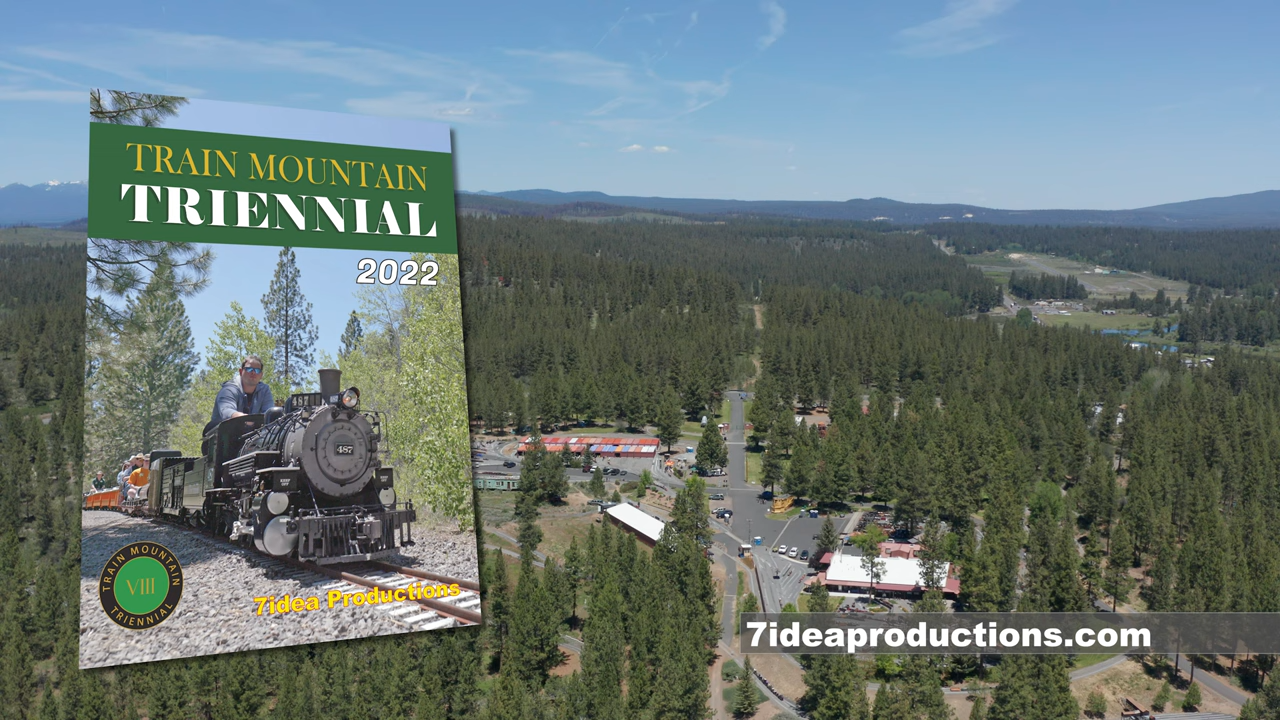 TRAIN MOUNTAIN
TRIENNIAL
2022
487
TRAIN MOUNTAIN
VIII
TRIENNIAL
7idea Productions
7ideaproductions.com